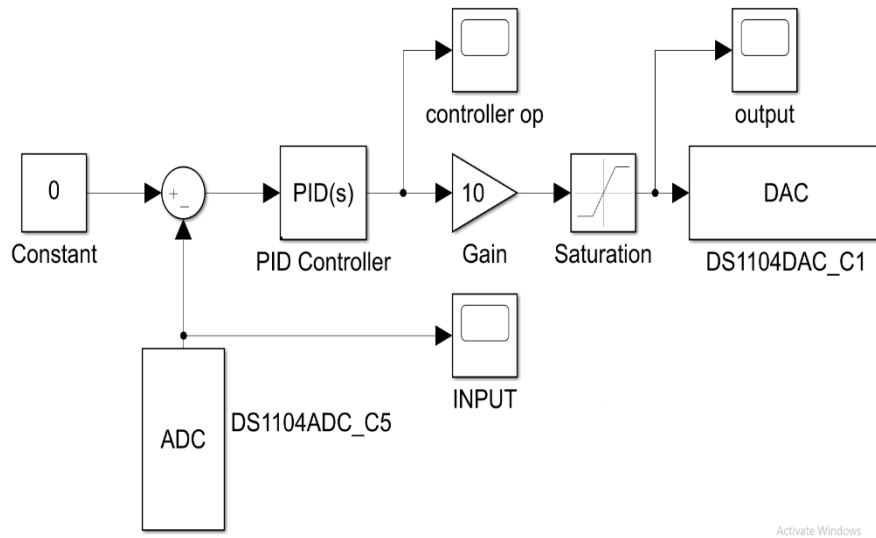 controller op
output
0
Constant
+
−
PID(s)
PID Controller
10
Gain
Saturation
DAC
DS1104DAC_C1
INPUT
ADC
DS1104ADC_C5
Activate Windows